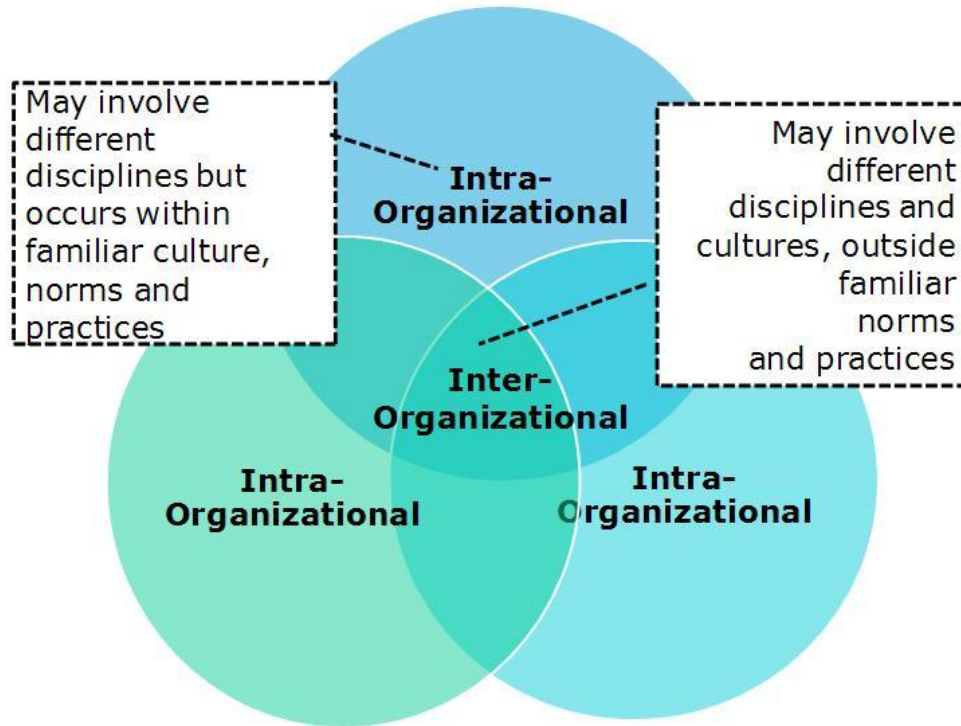 May involve
different
disciplines but
occurs within
familiar culture,
norms and
practices
May involve
different
disciplines and
cultures, outside
familiar
norms
and practices
Intra-
Organizational
Inter-
Organizational
Intra-
Organizational
Intra-
Organizational